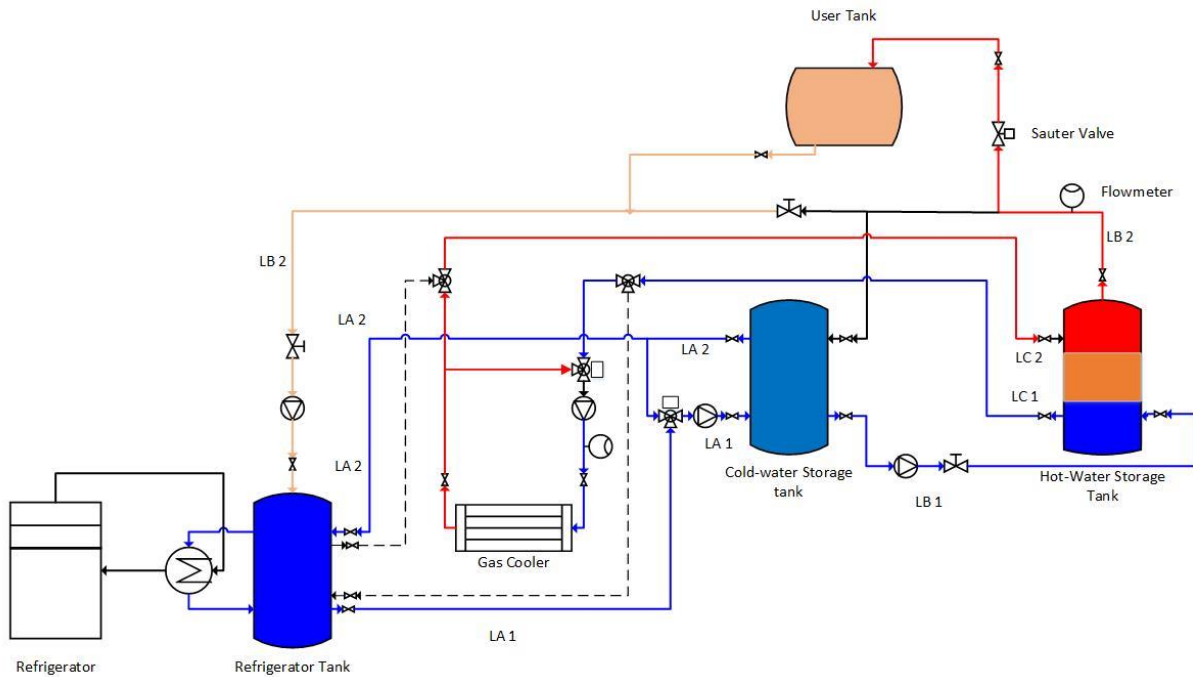 User Tank
Sauter Valve
Flowmeter
LB 2
LB 2
LA 2
LA 2
LC 2
LC 1
LA 2
LA 1
Cold-water Storage
tank
Hot-Water Storage
Tank
LB 1
Gas Cooler
LA 1
Refrigerator
Refrigerator Tank